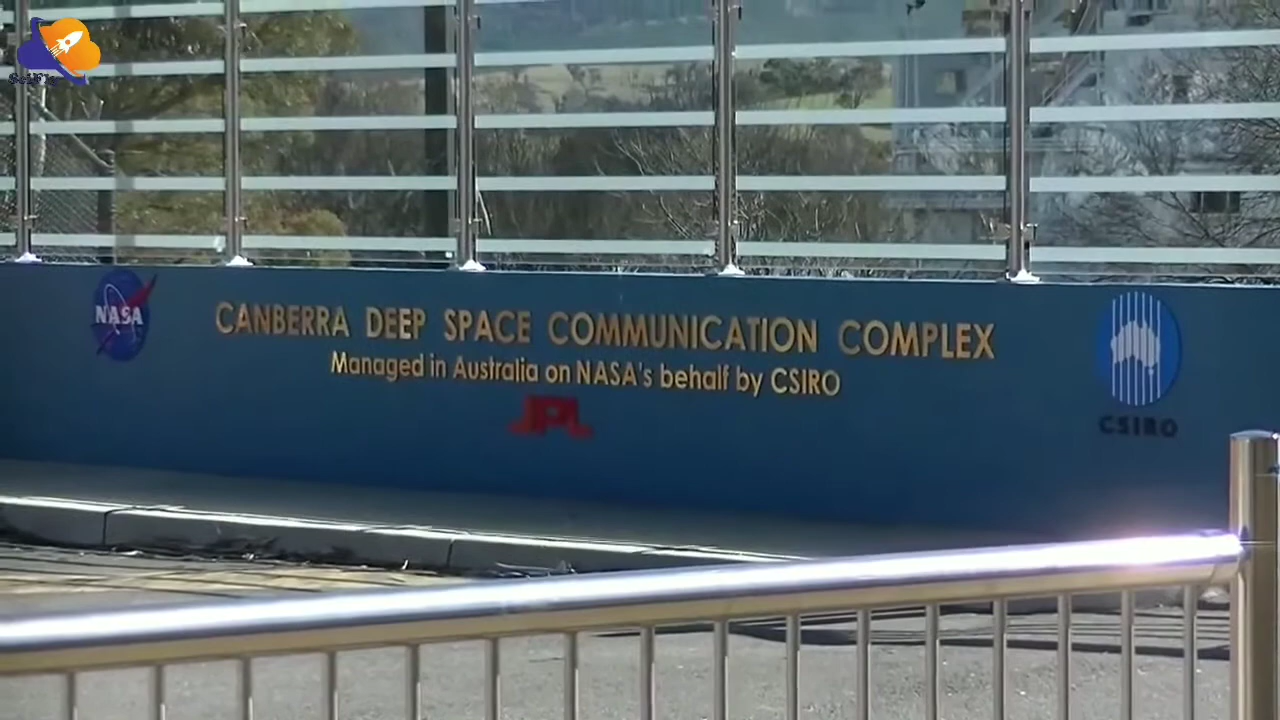 NASA
CANBERRA DEEP SPACE COMMUNICATION COMPLEX
Managed in Australia on NASA's behalf by CSIRO
JPL
CSIRO